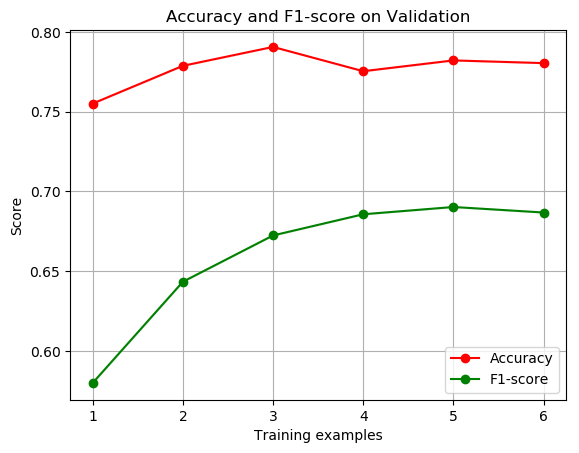 Accuracy and F1-score on Validation
0.80
0.75
0.70
0.65
0.60
Score
1 2 3 4 5 6
Training examples
Accuracy
F1-score